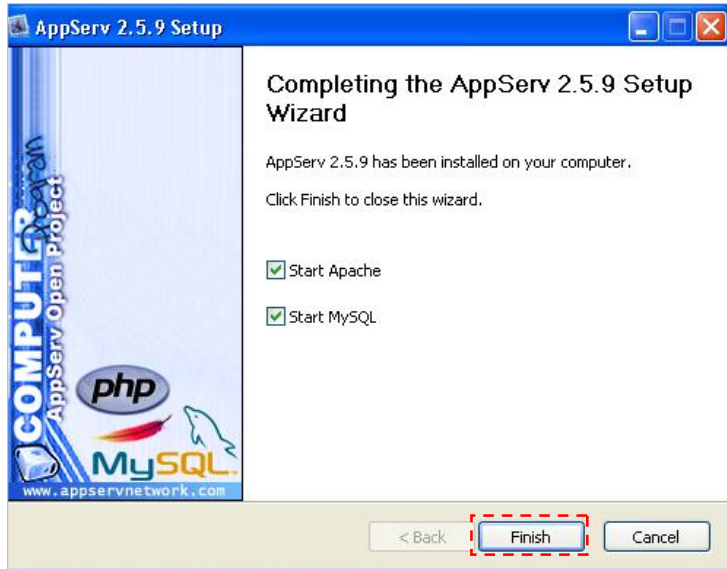 AppServ 2.5.9 Setup
Completing the AppServ 2.5.9 Setup
Wizard
AppServ 2.5.9 has been installed on your computer.
Click Finish to close this wizard.
Start Apache
Start MySQL
COMPUTER
Program
AppServ Open Project
php
MySQL
www.appservnetwork.com
< Back
Finish
Cancel